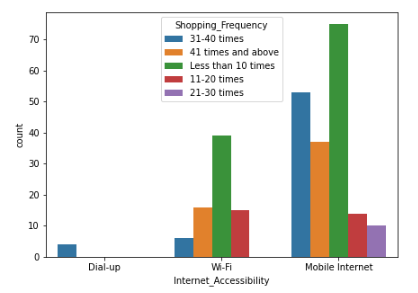 Shopping_Frequency
31-40 times
41 times and above
Less than 10 times
11-20 times
21-30 times
70
60
50
40
30
20
10
0
count
Dial-up Wi-Fi Mobile Internet
Internet_Accessibility